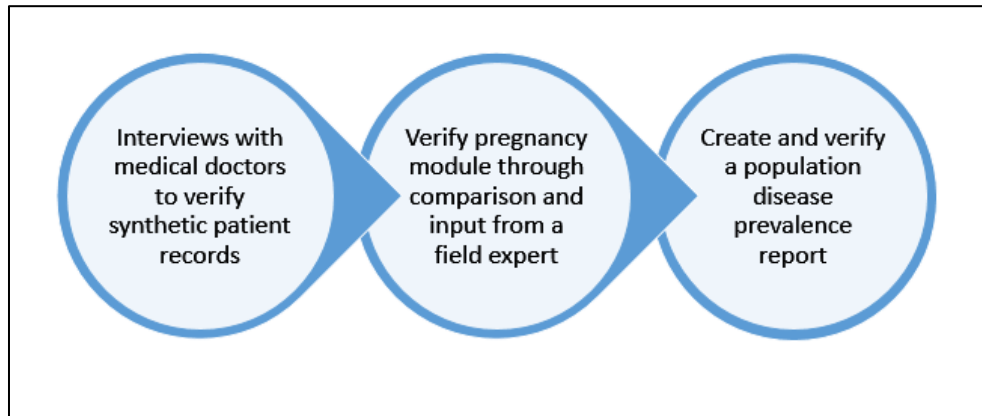 Interviews with
medical doctors
to verify
synthetic patient
records
Verify pregnancy
module through
comparison and
input from a
field expert
Create and verify
a population
disease
prevalence
report